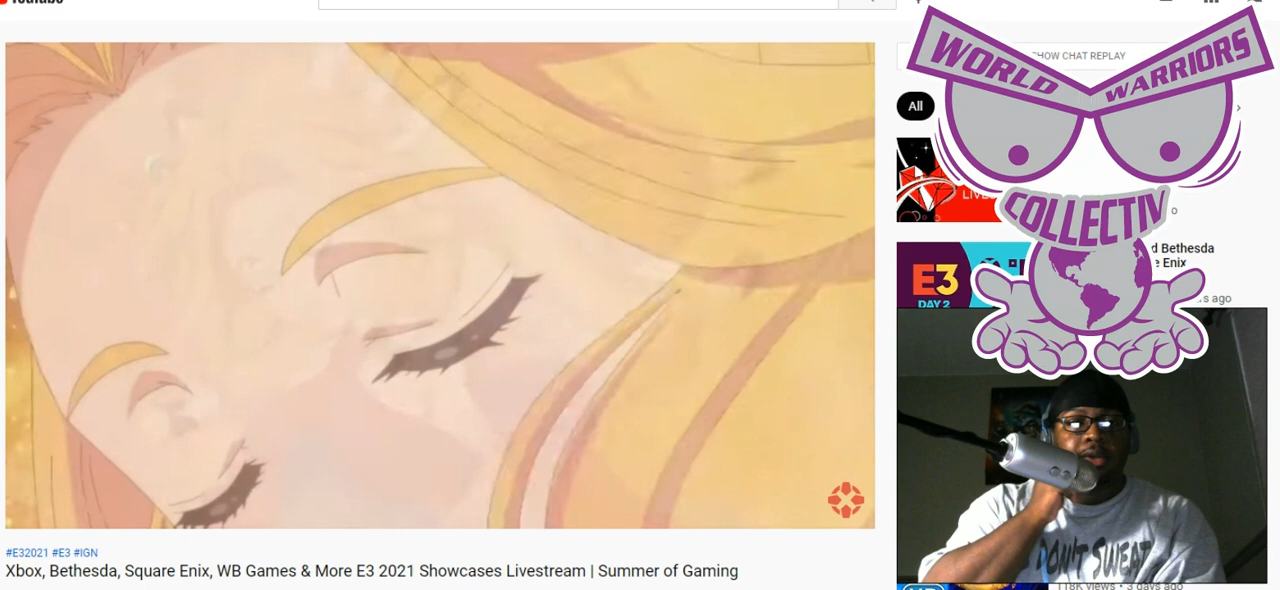 SHOW CHAT REPLAY
WORLD WARRIORS
All
COLLECTIV
LIVE
o
d Bethesda
e Enix
E3
DAY 2
s ago
DON'T SWEAT
#E32021 #E3 #IGN
Xbox, Bethesda, Square Enix, WB Games & More E3 2021 Showcases Livestream | Summer of Gaming
118K views • 3 days ago